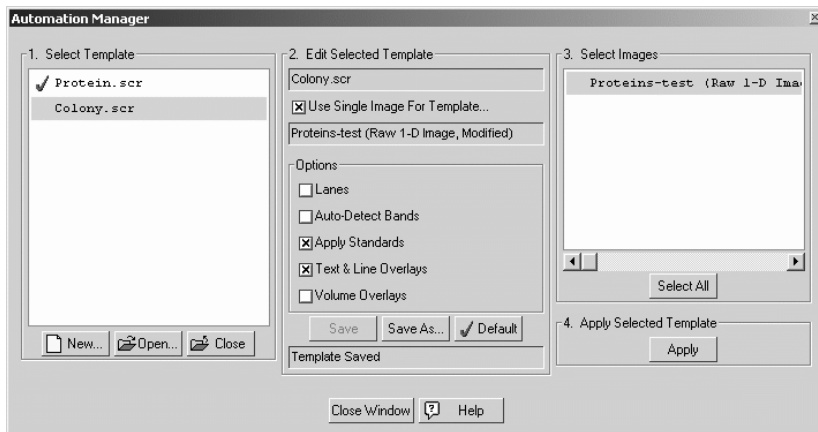 Automation Manager
1. Select Template
Protein.scr
Colony.scr
New...
Open...
Close
2. Edit Selected Template
Colony.scr
Use Single Image For Template...
Proteins-test (Raw 1-D Image, Modified)
Options
Lanes
Auto-Detect Bands
Apply Standards
Text & Line Overlays
Volume Overlays
Save
Save As...
Default
Template Saved
3. Select Images
Proteins-test (Raw 1-D Ima
Select All
4. Apply Selected Template
Apply
Close Window
Help